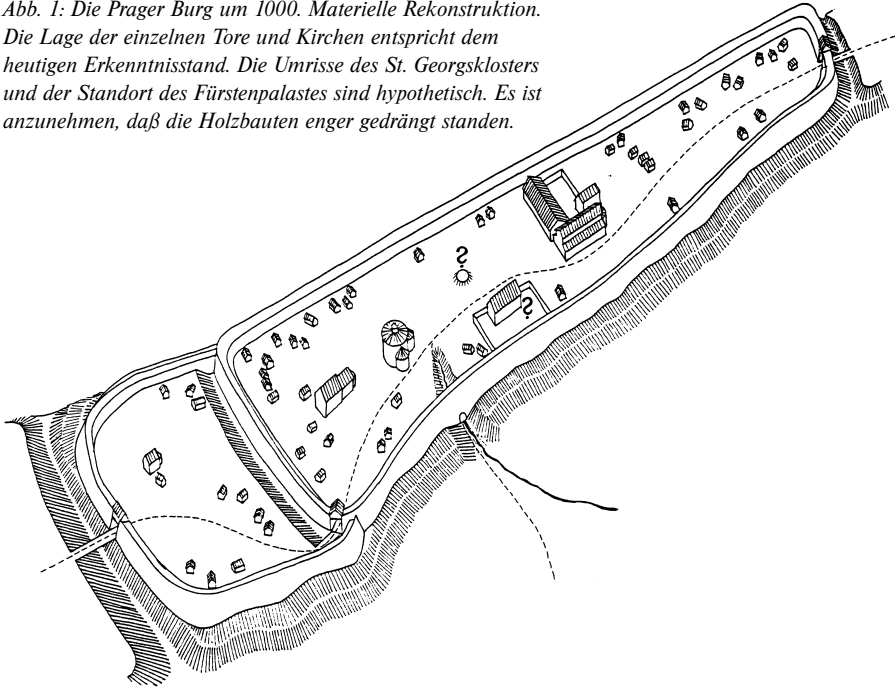 Abb. 1: Die Prager Burg um 1000. Materielle Rekonstruktion.
Die Lage der einzelnen Tore und Kirchen entspricht dem
heutigen Erkenntnisstand. Die Umrisse des St. Georgsklosters
und der Standort des Fürstenpalastes sind hypothetisch. Es ist
anzunehmen, daß die Holzbauten enger gedrängt standen.
?
?